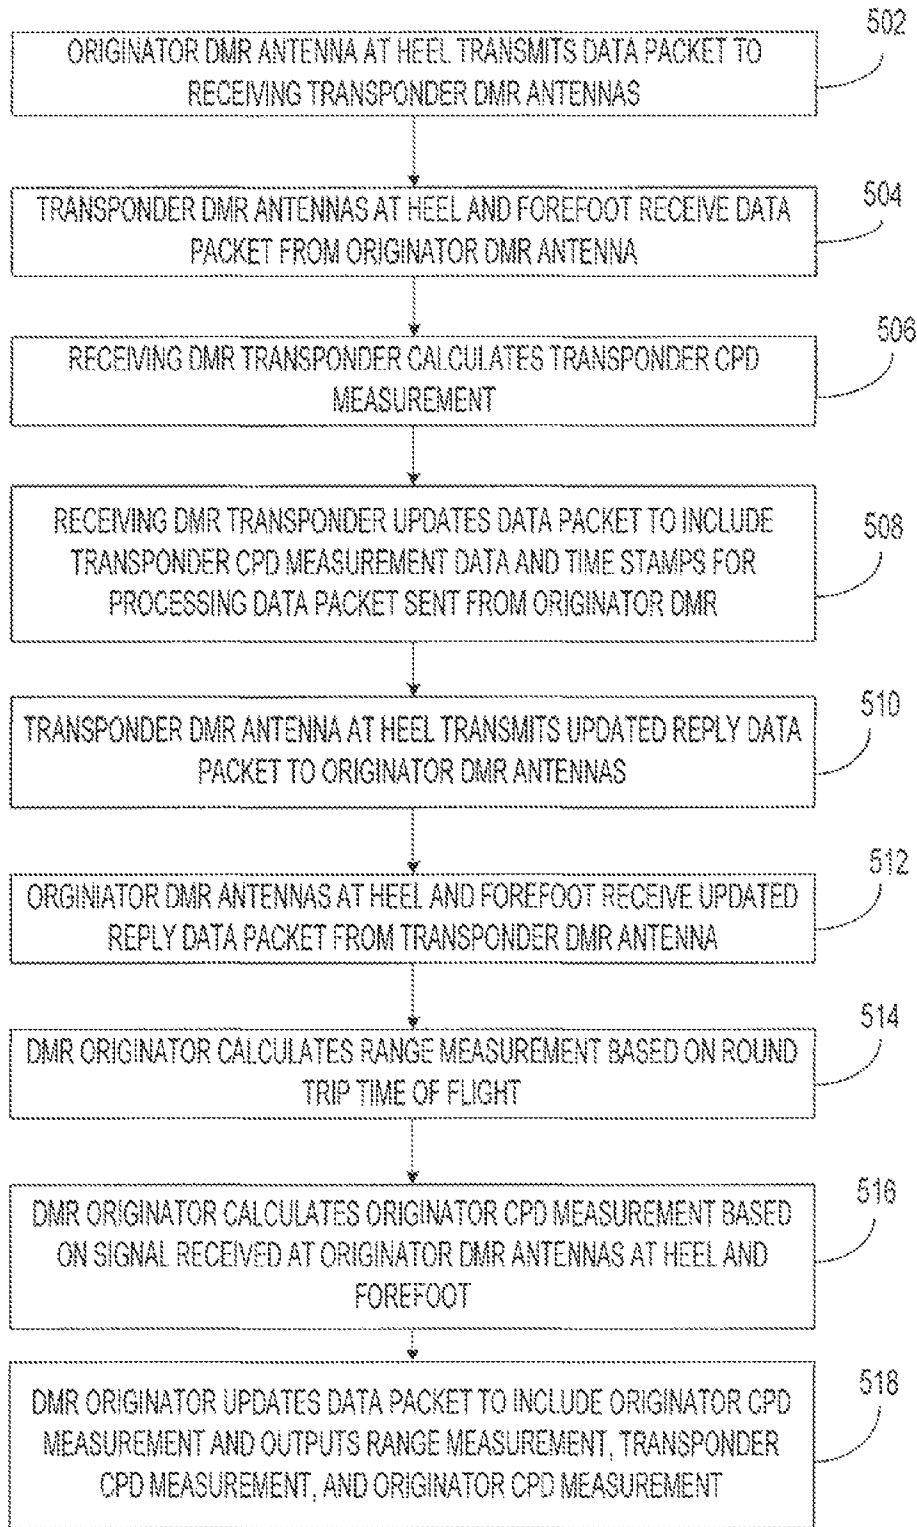 502
ORIGINATOR DMR ANTENNA AT HEEL TRANSMITS DATA PACKET TO
RECEIVING TRANSPONDER DMR ANTENNAS
504
TRANSPONDER DMR ANTENNAS AT HEEL AND FOREFOOT RECEIVE DATA
PACKET FROM ORIGINATOR DMR ANTENNA
506
RECEIVING DMR TRANSPONDER CALCULATES TRANSPONDER CPD
MEASUREMENT
508
RECEIVING DMR TRANSPONDER UPDATES DATA PACKET TO INCLUDE
TRANSPONDER CPD MEASUREMENT DATA AND TIME STAMPS FOR
PROCESSING DATA PACKET SENT FROM ORIGINATOR DMR
510
TRANSPONDER DMR ANTENNA AT HEEL TRANSMITS UPDATED REPLY DATA
PACKET TO ORIGINATOR DMR ANTENNAS
512
ORGINIATOR DMR ANTENNAS AT HEEL AND FOREFOOT RECEIVE UPDATED
REPLY DATA PACKET FROM TRANSPONDER DMR ANTENNA
514
DMR ORIGINATOR CALCULATES RANGE MEASUREMENT BASED ON ROUND
TRIP TIME OF FLIGHT
516
DMR ORIGINATOR CALCULATES ORIGINATOR CPD MEASUREMENT BASED
ON SIGNAL RECEIVED AT ORIGINATOR DMR ANTENNAS AT HEEL AND
FOREFOOT
518
DMR ORIGINATOR UPDATES DATA PACKET TO INCLUDE ORIGINATOR CPD
MEASUREMENT AND OUTPUTS RANGE MEASUREMENT, TRANSPONDER
CPD MEASUREMENT, AND ORIGINATOR CPD MEASUREMENT